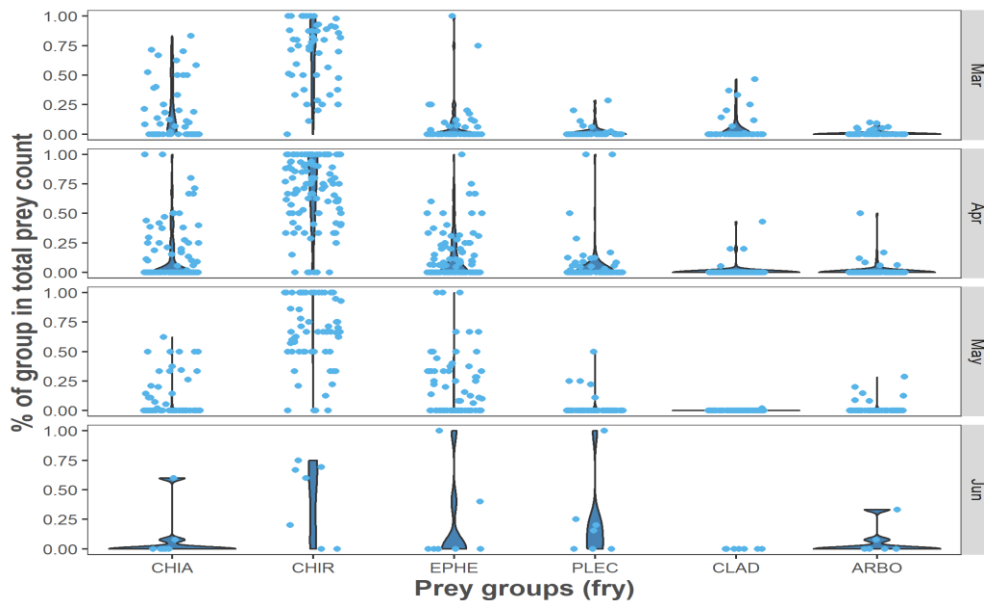 % of group in total prey count
1.00
0.75
0.50
0.25
0.00
Mar
1.00
0.75
0.50
0.25
0.00
Apr
1.00
0.75
0.50
0.25
0.00
May
1.00
0.75
0.50
0.25
0.00
Jun
CHIA CHIR EPHE PLEC CLAD ARBO
Prey groups (fry)